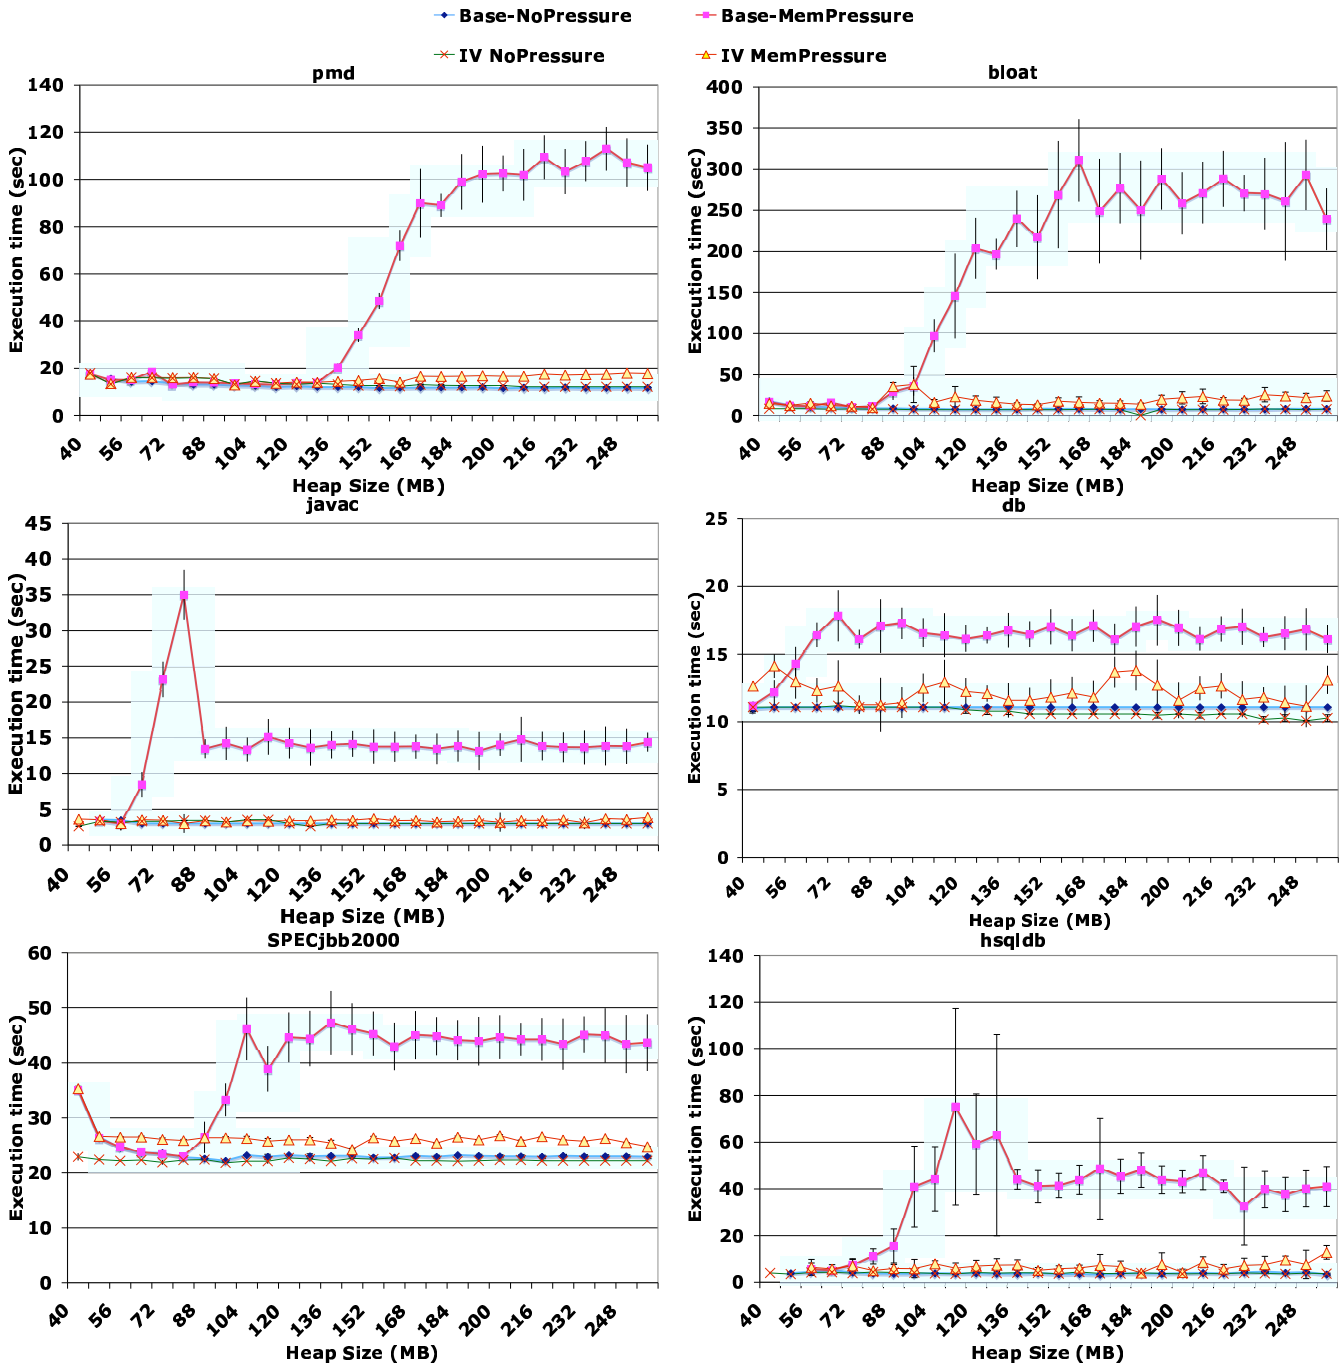 Base-NoPressure Base-MemPressure
IV NoPressure IV MemPressure
pmd
140
120
100
80
60
40
20
0
Execution time (sec)
40 56 72 88 104 120 136 152 168 184 200 216 232 248
Heap Size (MB)
bloat
400
350
300
250
200
150
100
50
0
Execution time (sec)
40 56 72 88 104 120 136 152 168 184 200 216 232 248
Heap Size (MB)
javac
45
40
35
30
25
20
15
10
5
0
Execution time (sec)
40 56 72 88 104 120 136 152 168 184 200 216 232 248
Heap Size (MB)
db
25
20
15
10
5
0
Execution time (sec)
40 56 72 88 104 120 136 152 168 184 200 216 232 248
Heap Size (MB)
SPECjbb2000
60
50
40
30
20
10
0
Execution time (sec)
40 56 72 88 104 120 136 152 168 184 200 216 232 248
Heap Size (MB)
hsqldb
140
120
100
80
60
40
20
0
Execution time (sec)
40 56 72 88 104 120 136 152 168 184 200 216 232 248
Heap Size (MB)